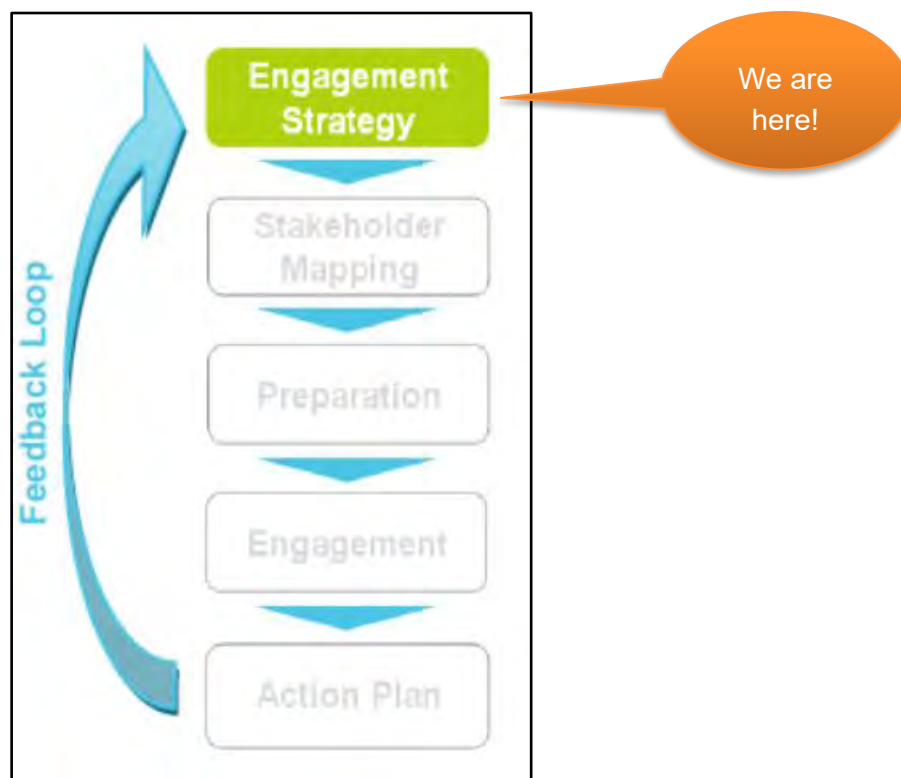 Engagement
Strategy
We are
here!
Stakeholder
Mapping
Preparation
Engagement
Action Plan
Feedback Loop